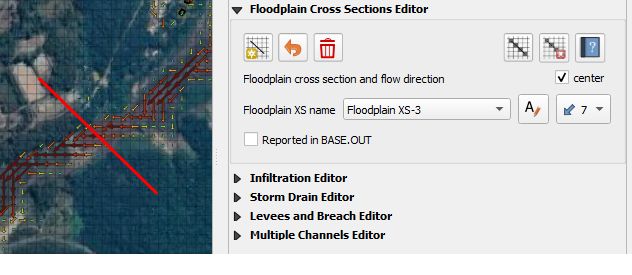 Floodplain Cross Sections Editor
?
Floodplain cross section and flow direction center
Floodplain XS name Floodplain XS-3 A 7
Reported in BASE.OUT
Infiltration Editor
Storm Drain Editor
Levees and Breach Editor
Multiple Channels Editor